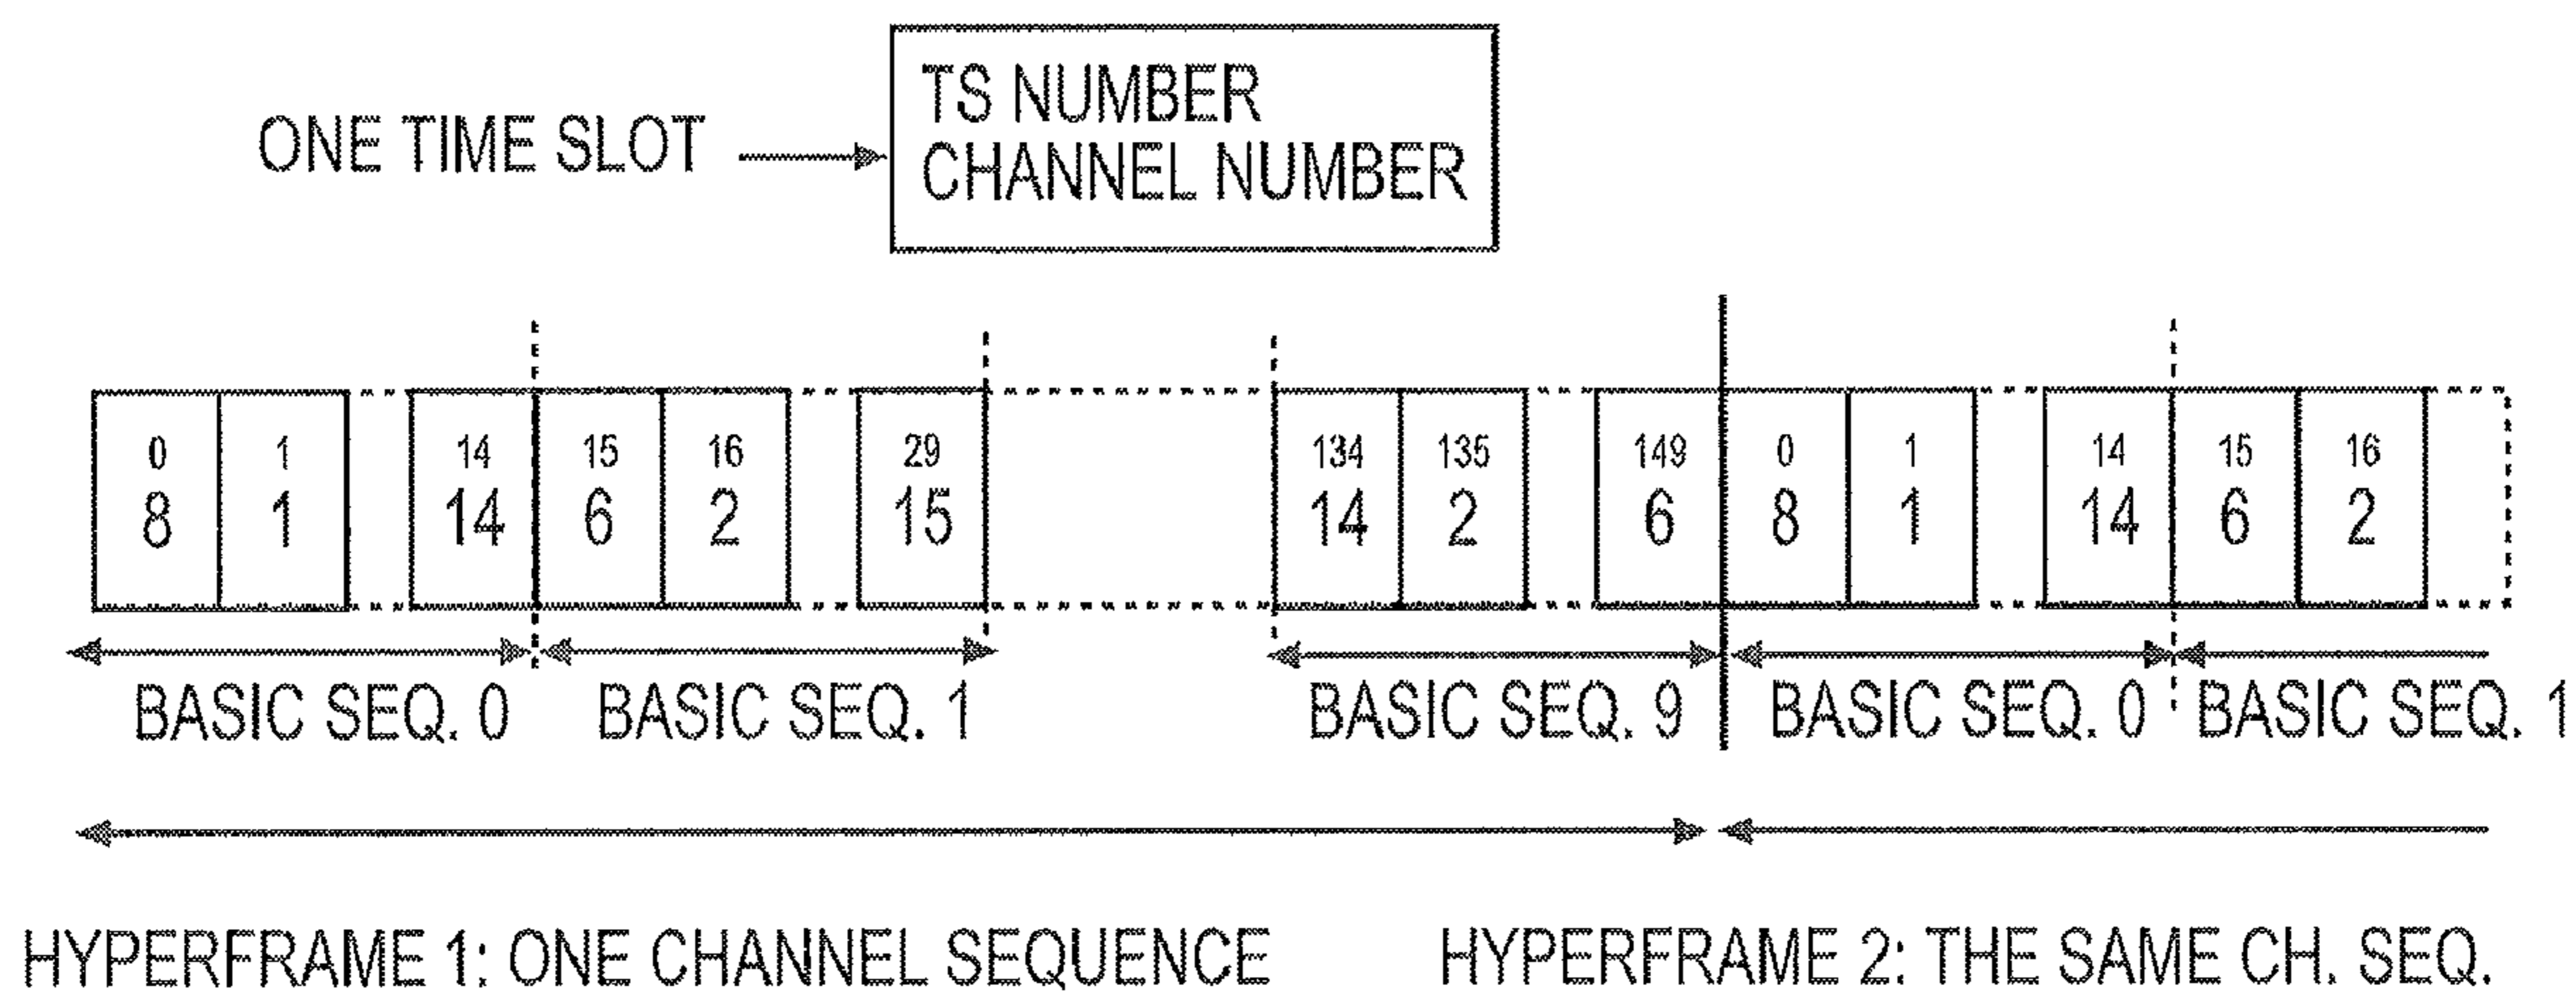 ONE TIME SLOT
TS NUMBER
CHANNEL NUMBER
0 1 14 15 16 29 134 135 149 0 1 14 15 16
8 1 14 6 2 15 14 2 6 8 1 14 6 2
BASIC SEQ. 0 BASIC SEQ. 1 BASIC SEQ. 9 BASIC SEQ. 0 BASIC SEQ. 1
HYPERFRAME 1: ONE CHANNEL SEQUENCE HYPERFRAME 2: THE SAME CH. SEQ.